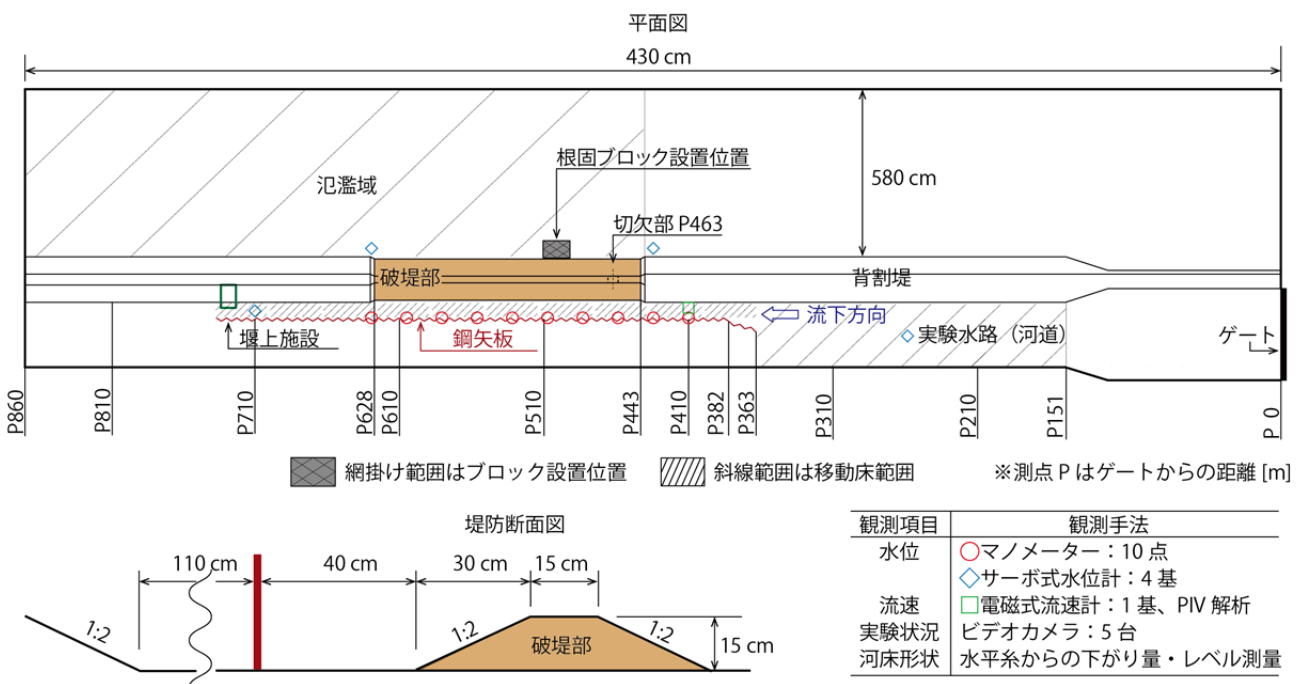 平面図
430 cm
根固ブロック設置位置
580 cm
氾濫域
切欠部 P463
破堤部
背割堤
流下方向
堰上施設
鋼矢板
実験水路（河道）
ゲート
P860
P810
P710
P628
P610
P510
P443
P410
P382
P363
P310
P210
P151
P 0
網掛け範囲はブロック設置位置
斜線範囲は移動床範囲
※測点 P はゲートからの距離 [m]
堤防断面図
110 cm
40 cm
30 cm
15 cm
1:2
1:2
破堤部
1:2
15 cm
観測項目 観測手法
水位 マノメーター：10 点
サーボ式水位計：4 基
流速 電磁式流速計：1 基、PIV 解析
実験状況 ビデオカメラ：5 台
河床形状 水平糸からの下がり量・レベル測量